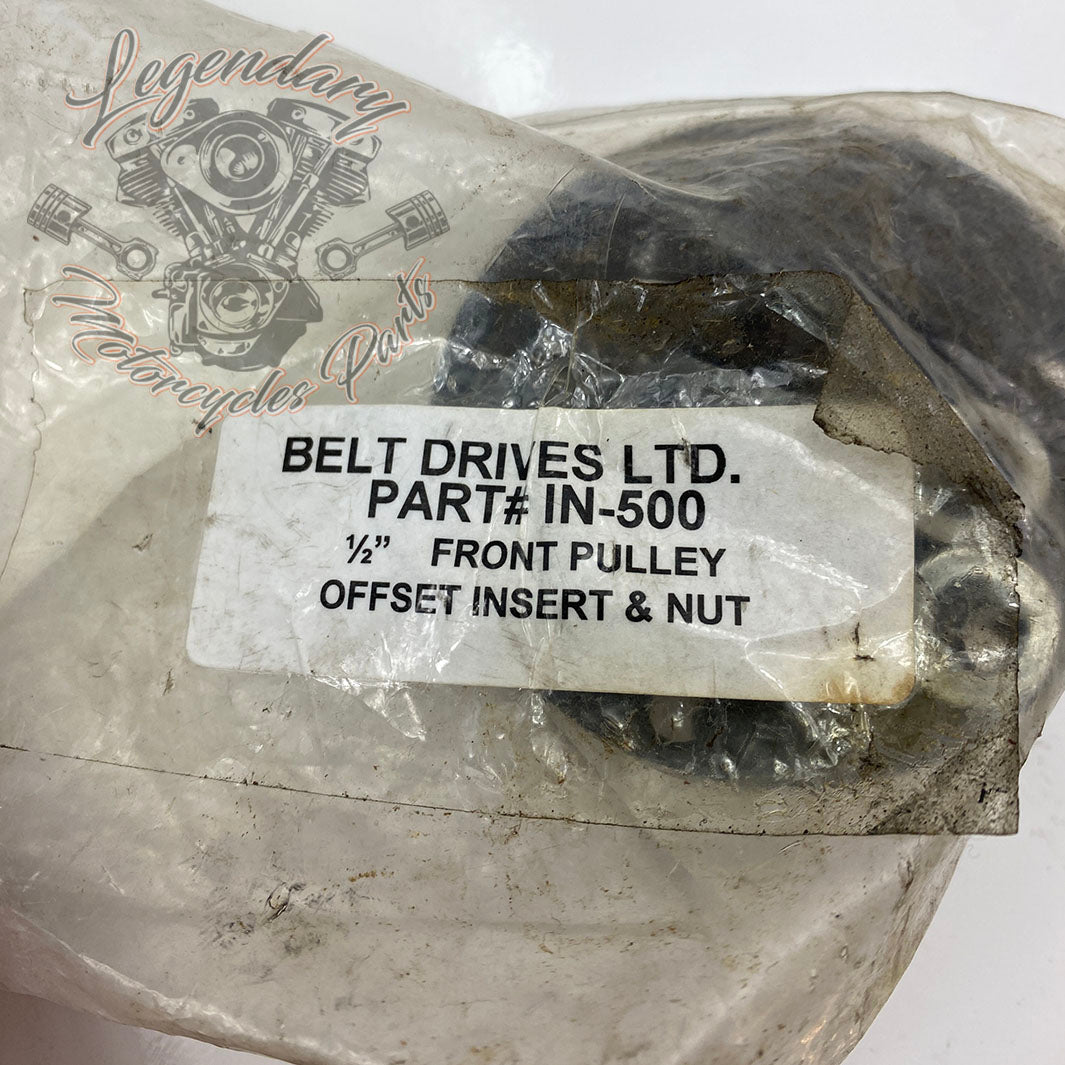 Legendary
Motorcycles Parts
BELT DRIVES LTD.
PART# IN-500
½” FRONT PULLEY
OFFSET INSERT & NUT